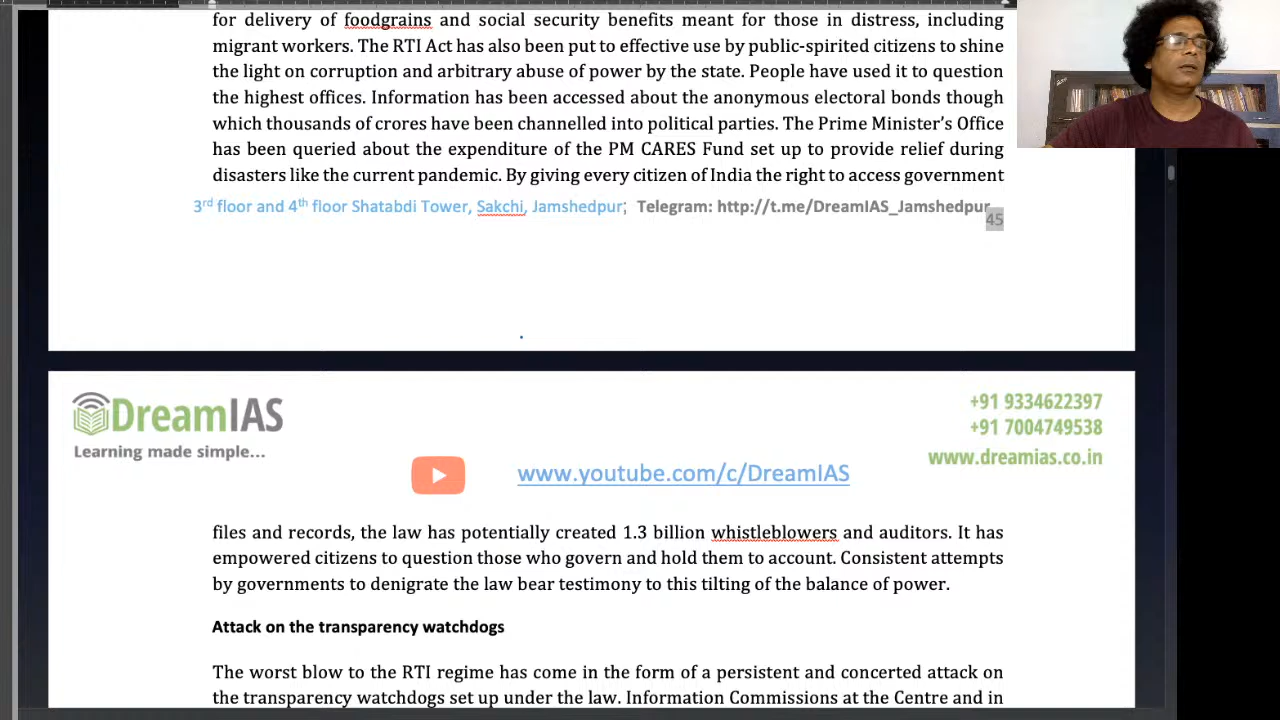 for delivery of foodgrains and social security benefits meant for those in distress, including
migrant workers. The RTI Act has also been put to effective use by public-spirited citizens to shine
the light on corruption and arbitrary abuse of power by the state. People have used it to question
the highest offices. Information has been accessed about the anonymous electoral bonds though
which thousands of crores have been channelled into political parties. The Prime Minister's Office
has been queried about the expenditure of the PM CARES Fund set up to provide relief during
disasters like the current pandemic. By giving every citizen of India the right to access government
3rd floor and 4th floor Shatabdi Tower, Sakchi, Jamshedpur; Telegram: http://t.me/DreamIAS_Jamshedpur
45
DreamIAS
Learning made simple...
+91 9334622397
+91 7004749538
www.dreamias.co.in
www.youtube.com/c/DreamIAS
files and records, the law has potentially created 1.3 billion whistleblowers and auditors. It has
empowered citizens to question those who govern and hold them to account. Consistent attempts
by governments to denigrate the law bear testimony to this tilting of the balance of power.
Attack on the transparency watchdogs
The worst blow to the RTI regime has come in the form of a persistent and concerted attack on
the transparency watchdogs set up under the law. Information Commissions at the Centre and in